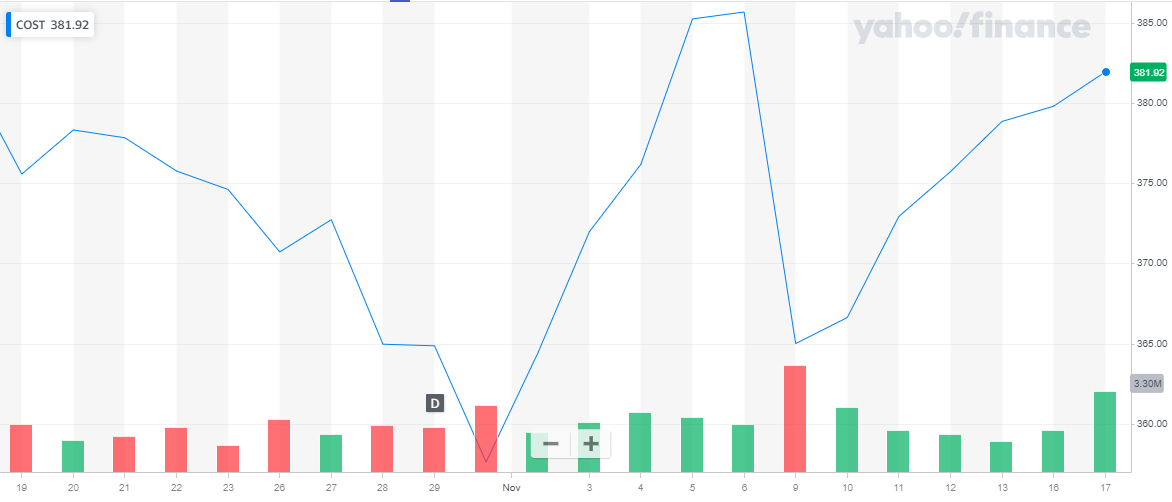 COST 381.92
yahoo!finance
385.00
381.92
380.00
375.00
370.00
365.00
3.30M
360.00
D
19 20 21 22 23 26 27 28 29 Nov 3 4 5 6 9 10 11 12 13 16 17